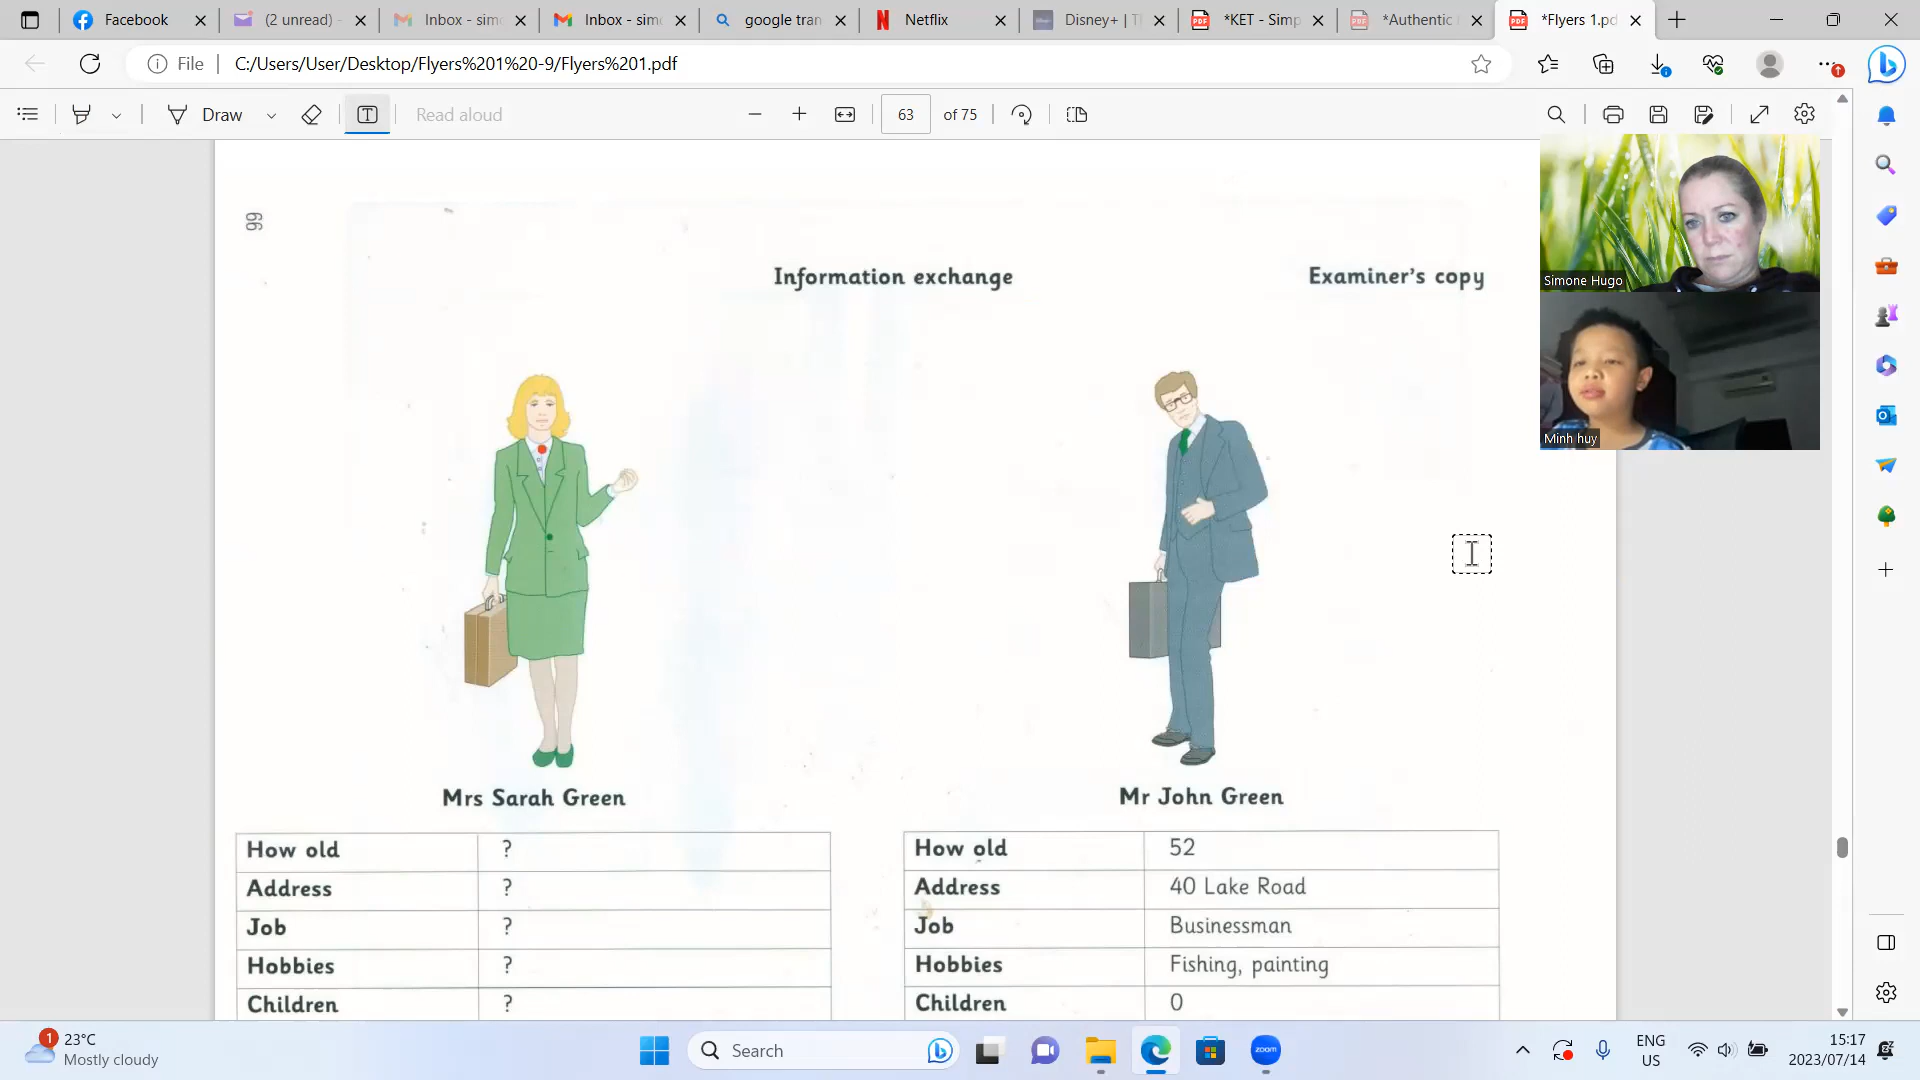 Facebook
(2 unread) -
Inbox - sim
Inbox - sim
google tran
Netflix
Disney+ | T
*KET - Simp
*Authentic
*Flyers 1.pd
File
C:/Users/User/Desktop/Flyers%201%20-9/Flyers%201.pdf
Draw
Read aloud
63
of 75
66
Information exchange
Examiner's copy
Simone Hugo
Minh huy
Mrs Sarah Green
Mr John Green
How old ?
Address ?
Job ?
Hobbies ?
Children ?
How old 52
Address 40 Lake Road
Job Businessman
Hobbies Fishing, painting
Children 0
1
23°C
Mostly cloudy
Search
zoom
ENG
US
15:17
2023/07/14